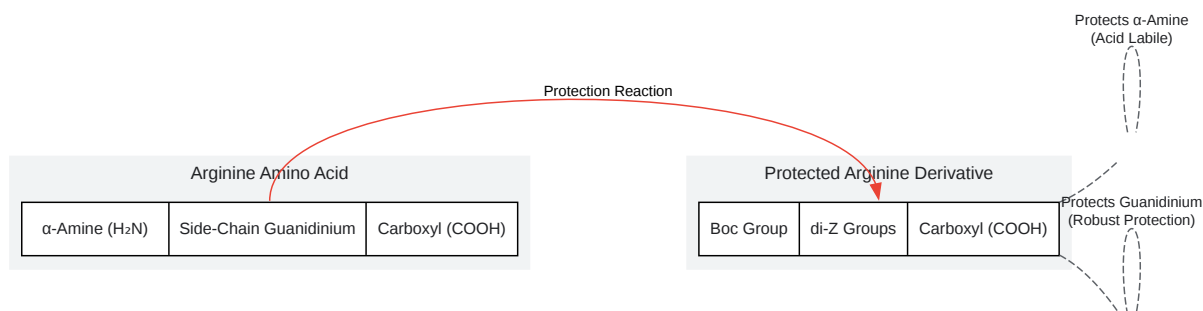 Protects α-Amine
(Acid Labile)
Protection Reaction
Arginine Amino Acid
Protected Arginine Derivative
α-Amine (H₂N)
Side-Chain Guanidinium
Carboxyl (COOH)
Boc Group
di-Z Groups
Carboxyl (COOH)
Protects Guanidinium
(Robust Protection)